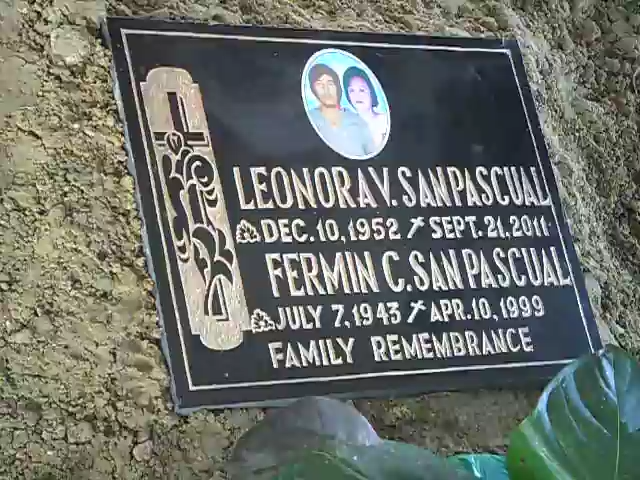 LEONORA V. SAN PASCUAL
DEC. 10, 1952 ✝ SEPT. 21, 2011
FERMIN C. SAN PASCUAL
JULY 7, 1943 ✝ APR. 10, 1999
FAMILY REMEMBRANCE